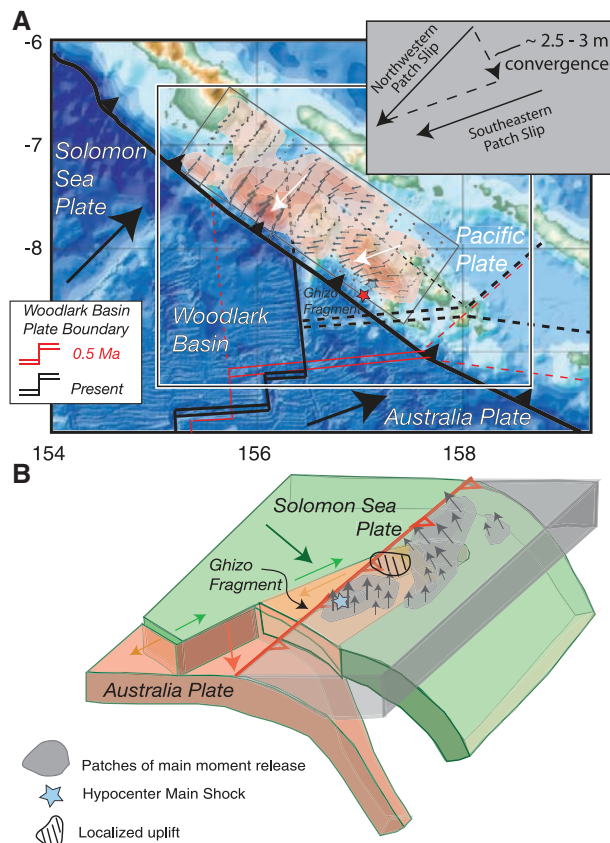 A
-6
-7
-8
154
156
158
Northwestern
Patch Slip
~ 2.5 - 3 m
convergence
Southeastern
Patch Slip
Solomon
Sea
Plate
Pacific
Plate
Ghizo
Fragment
Woodlark
Basin
Australia Plate
Woodlark Basin
Plate Boundary
0.5 Ma
Present
B
Solomon Sea
Plate
Ghizo
Fragment
Australia Plate
Patches of main moment release
Hypocenter Main Shock
Localized uplift